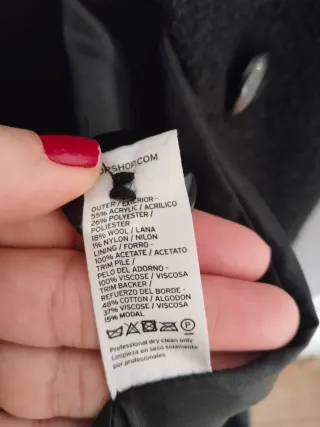 OPSHOP.COM
OUTER / EXTERIOR -
55% ACRYLIC / ACRILICO
26% POLYESTER /
POLIESTER
18% WOOL / LANA
1% NYLON / NILON
LINING / FORRO -
100% ACETATE / ACETATO
TRIM PILE /
PELO DEL ADORNO -
100% VISCOSE / VISCOSA
TRIM BACKER /
REFUERZO DEL BORDE -
48% COTTON / ALGODON
37% VISCOSE / VISCOSA
15% MODAL
P
Professional dry clean only
Limpieza en seco solamente
por profesionales